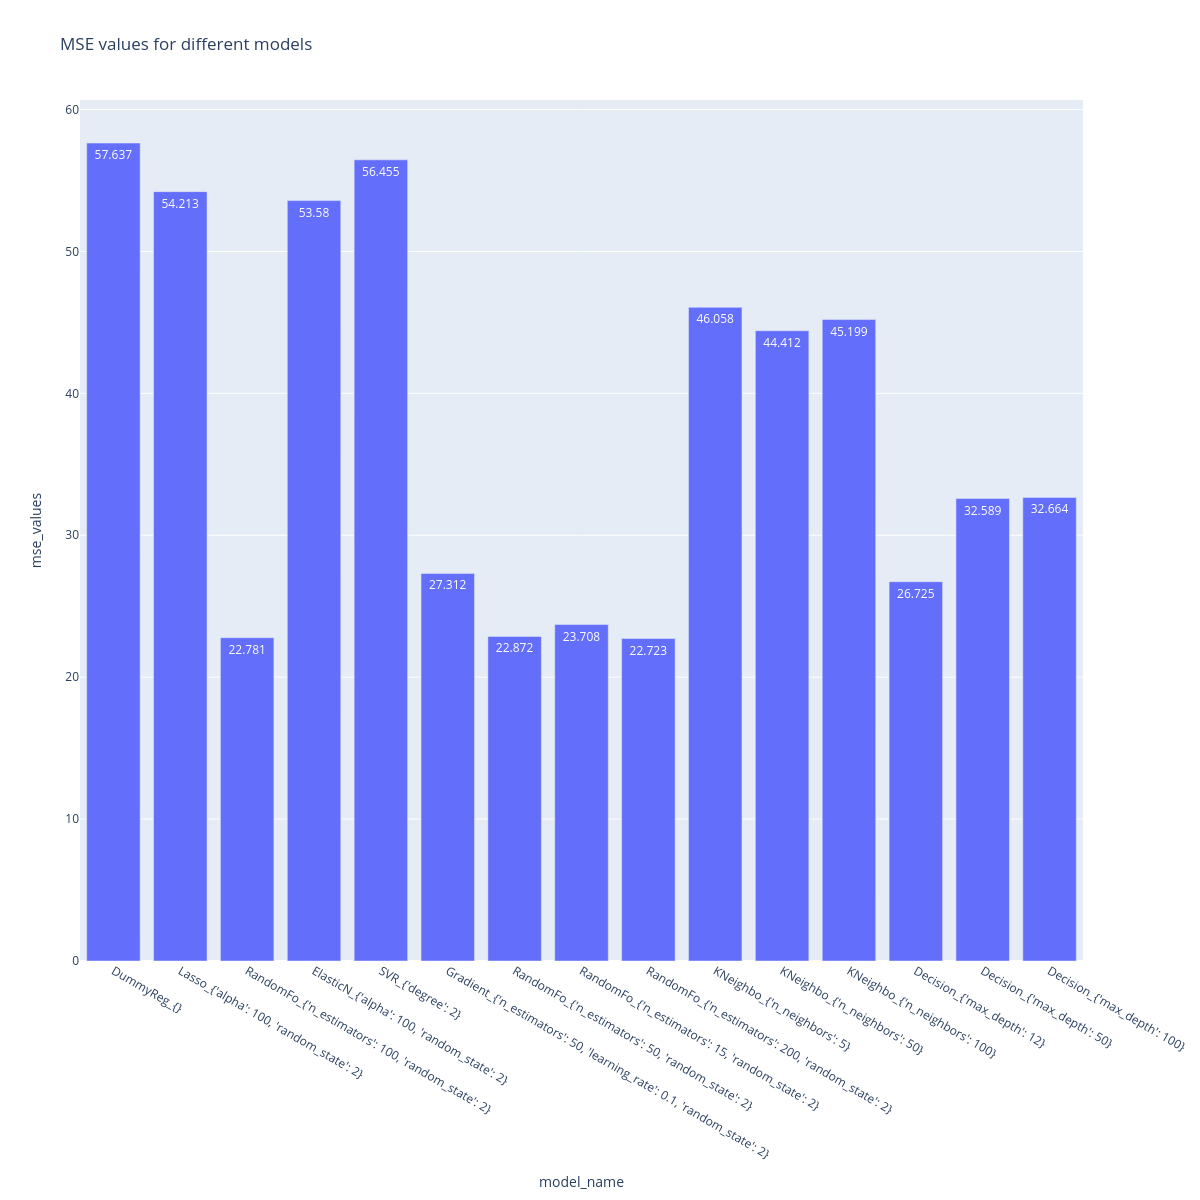 MSE values for different models
60
50
40
30
20
10
0
mse_values
57.637
54.213
22.781
53.58
56.455
27.312
22.872
23.708
22.723
46.058
44.412
45.199
26.725
32.589
32.664
DummyReg_{}
Lasso_{'alpha': 100, 'random_state': 2}
RandomFo_{'n_estimators': 100, 'random_state': 2}
ElasticN_{'alpha': 100, 'random_state': 2}
SVR_{'degree': 2}
Gradient_{'n_estimators': 50, 'learning_rate': 0.1, 'random_state': 2}
RandomFo_{'n_estimators': 50, 'random_state': 2}
RandomFo_{'n_estimators': 15, 'random_state': 2}
RandomFo_{'n_estimators': 200, 'random_state': 2}
KNeighbo_{'n_neighbors': 5}
KNeighbo_{'n_neighbors': 50}
KNeighbo_{'n_neighbors': 100}
Decision_{'max_depth': 12}
Decision_{'max_depth': 50}
Decision_{'max_depth': 100}
model_name